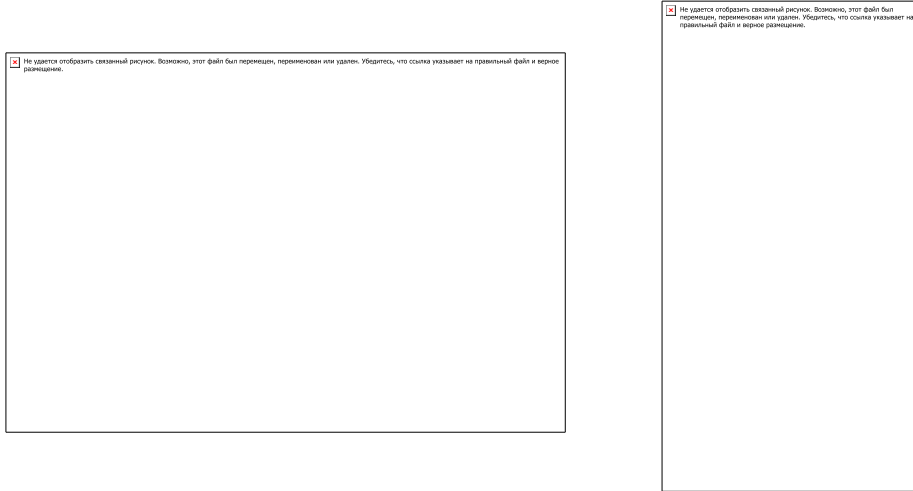 Не удается отобразить связанный рисунок. Возможно, этот файл был перемещен, переименован или удален. Убедитесь, что ссылка указывает на правильный файл и верное
размещение.
Не удается отобразить связанный рисунок. Возможно, этот файл был
перемещен, переименован или удален. Убедитесь, что ссылка указывает на
правильный файл и верное размещение.